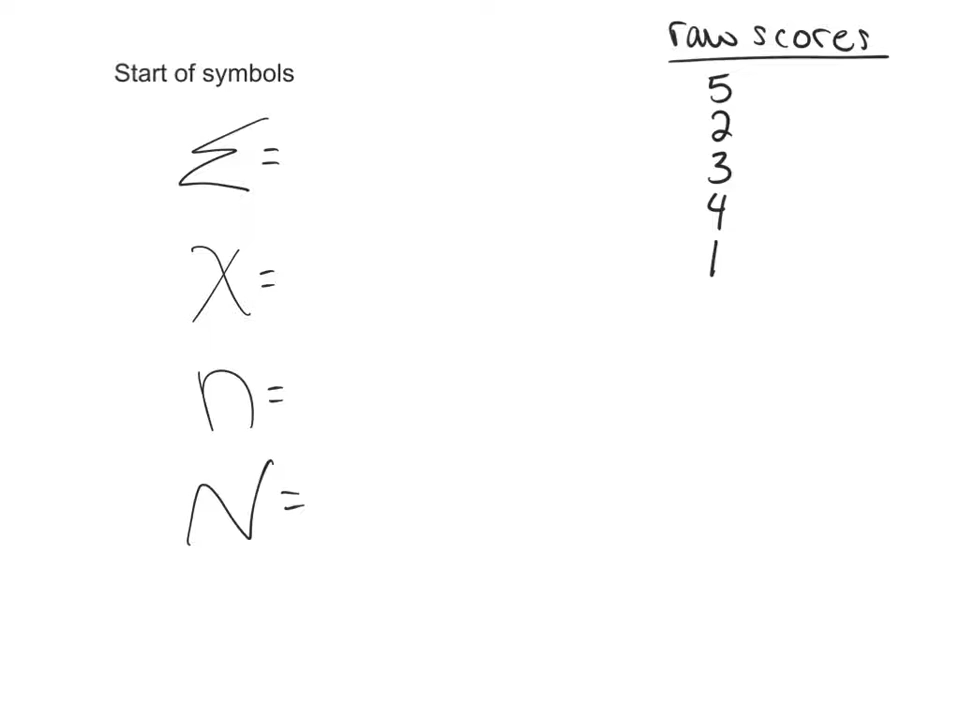 raw scores
Start of symbols
5
2
Σ =
3
4
X =
1
n =
N =